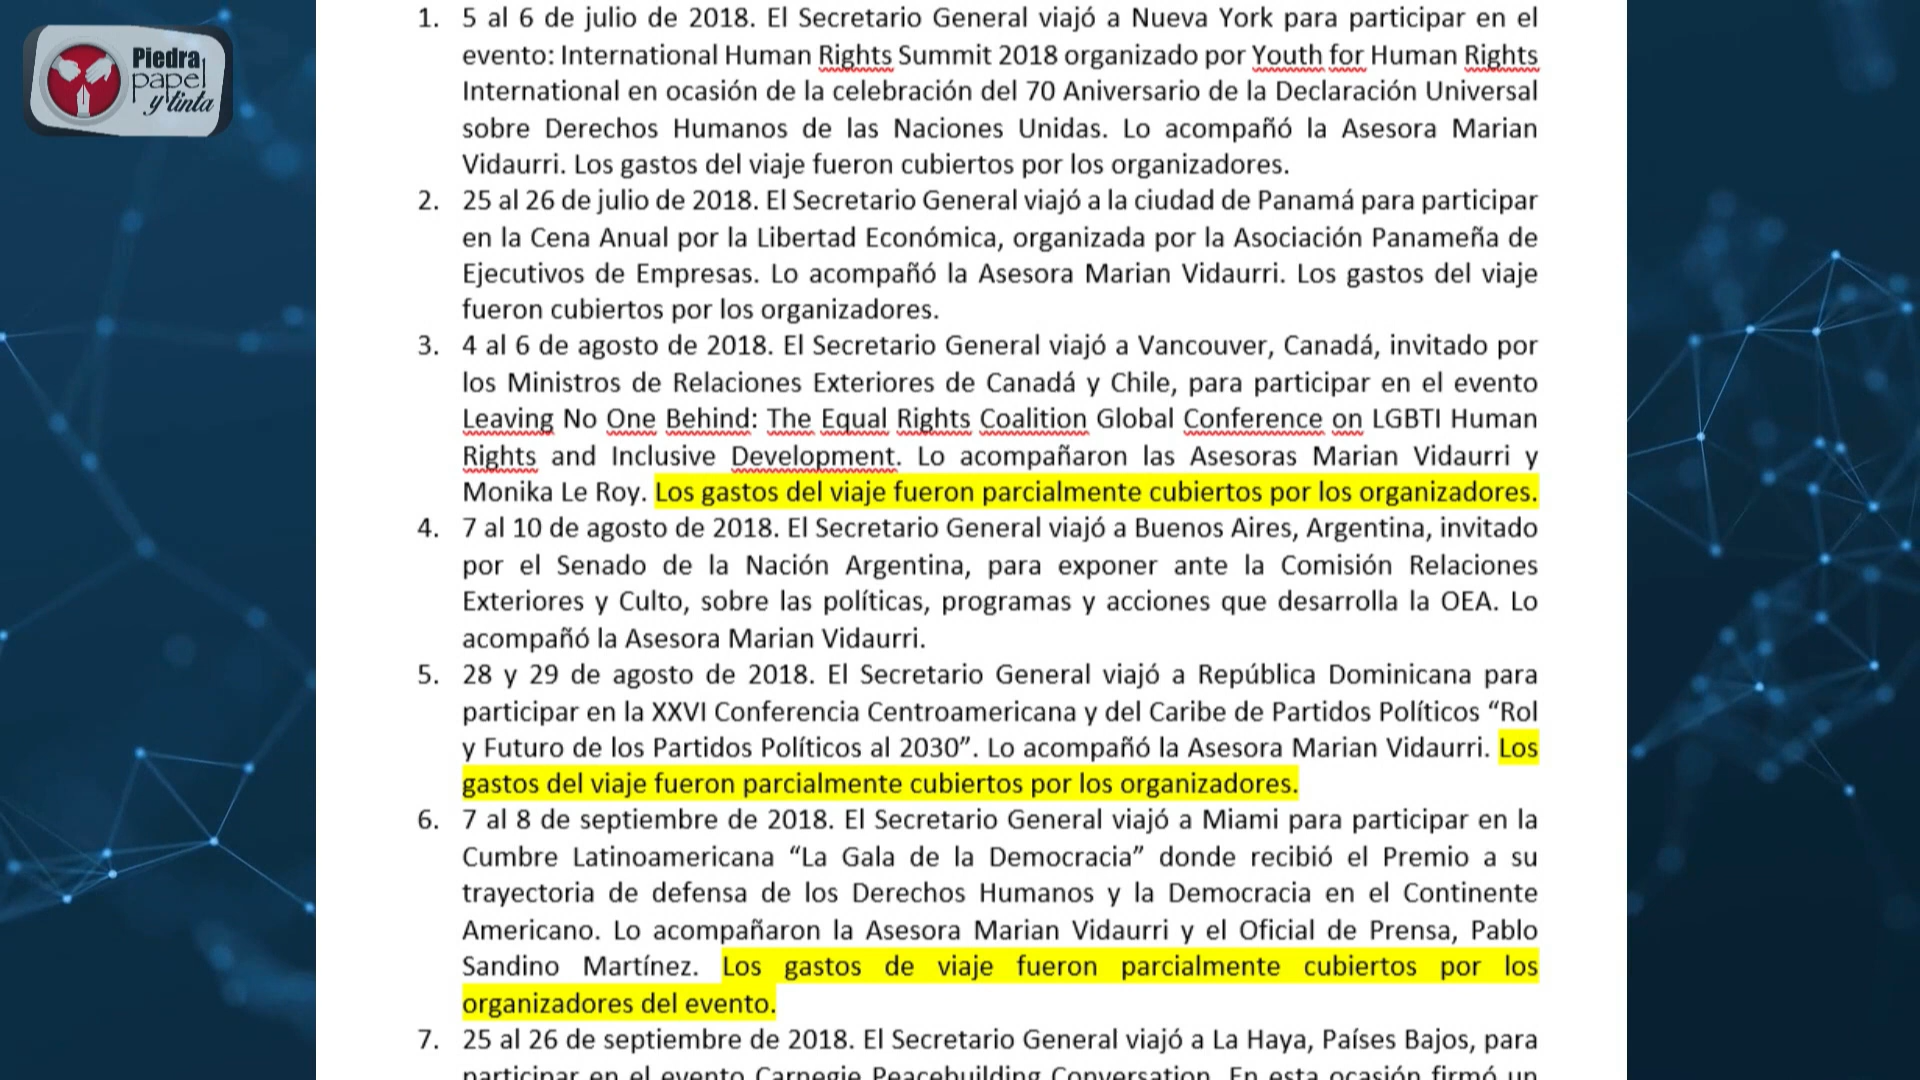 Piedra
papel
y tinta
1. 5 al 6 de julio de 2018. El Secretario General viajó a Nueva York para participar en el
evento: International Human Rights Summit 2018 organizado por Youth for Human Rights
International en ocasión de la celebración del 70 Aniversario de la Declaración Universal
sobre Derechos Humanos de las Naciones Unidas. Lo acompañó la Asesora Marian
Vidaurri. Los gastos del viaje fueron cubiertos por los organizadores.
2. 25 al 26 de julio de 2018. El Secretario General viajó a la ciudad de Panamá para participar
en la Cena Anual por la Libertad Económica, organizada por la Asociación Panameña de
Ejecutivos de Empresas. Lo acompañó la Asesora Marian Vidaurri. Los gastos del viaje
fueron cubiertos por los organizadores.
3. 4 al 6 de agosto de 2018. El Secretario General viajó a Vancouver, Canadá, invitado por
los Ministros de Relaciones Exteriores de Canadá y Chile, para participar en el evento
Leaving No One Behind: The Equal Rights Coalition Global Conference on LGBTI Human
Rights and Inclusive Development. Lo acompañaron las Asesoras Marian Vidaurri y
Monika Le Roy. Los gastos del viaje fueron parcialmente cubiertos por los organizadores.
4. 7 al 10 de agosto de 2018. El Secretario General viajó a Buenos Aires, Argentina, invitado
por el Senado de la Nación Argentina, para exponer ante la Comisión Relaciones
Exteriores y Culto, sobre las políticas, programas y acciones que desarrolla la OEA. Lo
acompañó la Asesora Marian Vidaurri.
5. 28 y 29 de agosto de 2018. El Secretario General viajó a República Dominicana para
participar en la XXVI Conferencia Centroamericana y del Caribe de Partidos Políticos “Rol
y Futuro de los Partidos Políticos al 2030”. Lo acompañó la Asesora Marian Vidaurri. Los
gastos del viaje fueron parcialmente cubiertos por los organizadores.
6. 7 al 8 de septiembre de 2018. El Secretario General viajó a Miami para participar en la
Cumbre Latinoamericana “La Gala de la Democracia” donde recibió el Premio a su
trayectoria de defensa de los Derechos Humanos y la Democracia en el Continente
Americano. Lo acompañaron la Asesora Marian Vidaurri y el Oficial de Prensa, Pablo
Sandino Martínez. Los gastos de viaje fueron parcialmente cubiertos por los
organizadores del evento.
7. 25 al 26 de septiembre de 2018. El Secretario General viajó a La Haya, Países Bajos, para
participar en el evento Carnegie Peacebuilding Conversation. En esta ocasión firmó un